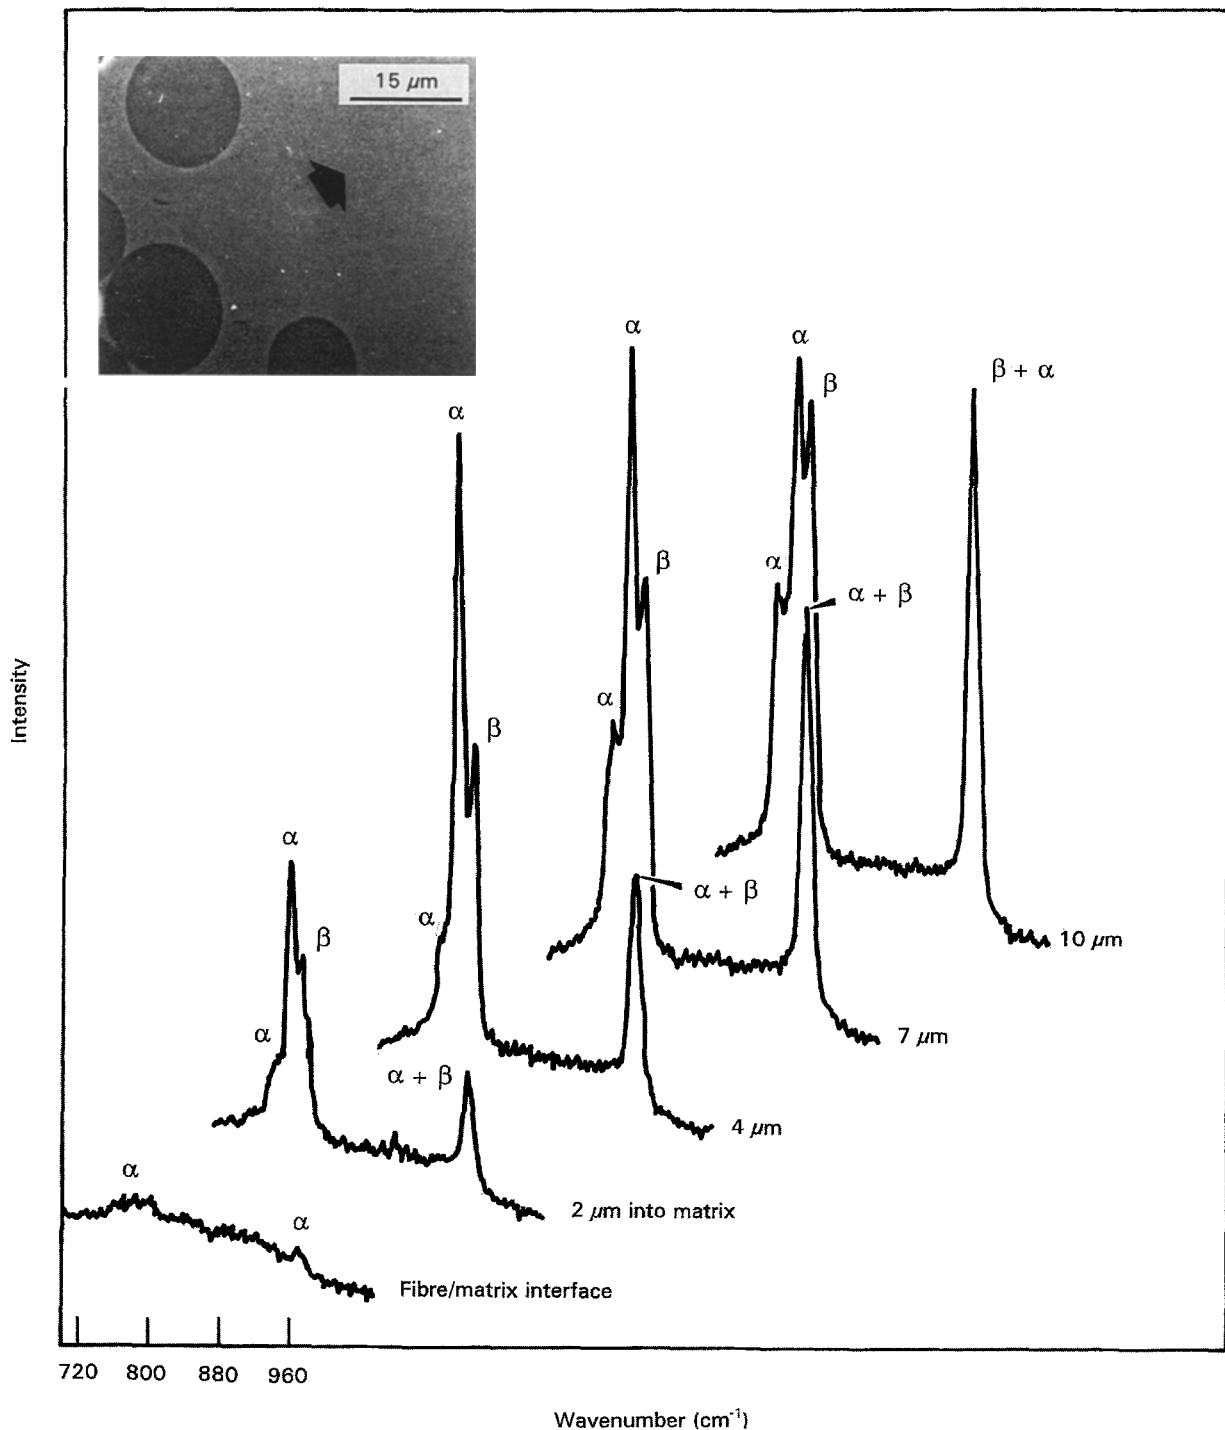 15 μm
α
α
β + α
β
α
β
α
α + β
α
β
α
α + β
α
β
α
α + β
α
10 μm
7 μm
4 μm
α
2 μm into matrix
α
Fibre/matrix interface
Intensity
720 800 880 960
Wavenumber (cm⁻¹)